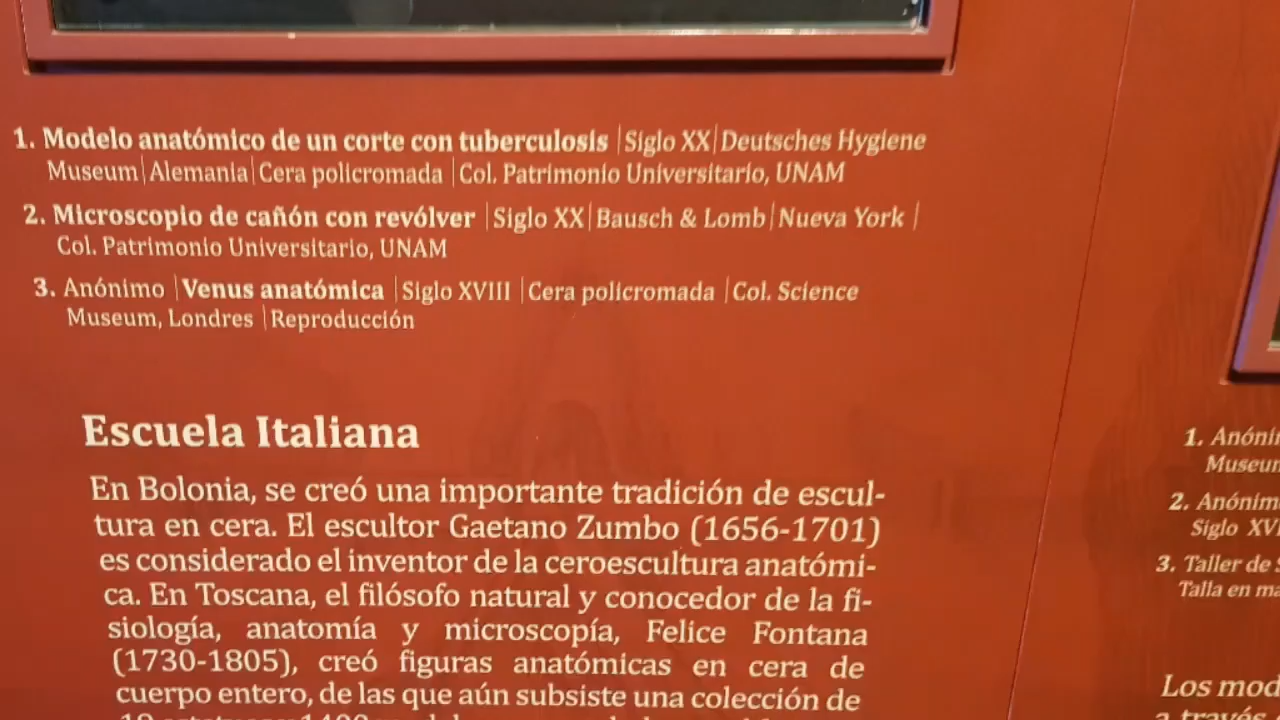 1. Modelo anatómico de un corte con tuberculosis | Siglo XX | Deutsches Hygiene
Museum | Alemania | Cera policromada | Col. Patrimonio Universitario, UNAM
2. Microscopio de cañón con revólver | Siglo XX | Bausch & Lomb | Nueva York |
Col. Patrimonio Universitario, UNAM
3. Anónimo | Venus anatómica | Siglo XVIII | Cera policromada | Col. Science
Museum, Londres | Reproducción
Escuela Italiana
En Bolonia, se creó una importante tradición de escul-
tura en cera. El escultor Gaetano Zumbo (1656-1701)
es considerado el inventor de la ceroescultura anatómi-
ca. En Toscana, el filósofo natural y conocedor de la fi-
siología, anatomía y microscopía, Felice Fontana
(1730-1805), creó figuras anatómicas en cera de
cuerpo entero, de las que aún subsiste una colección de
1.
2.
Siglo
3. Taller de
Talla en
Los
a través